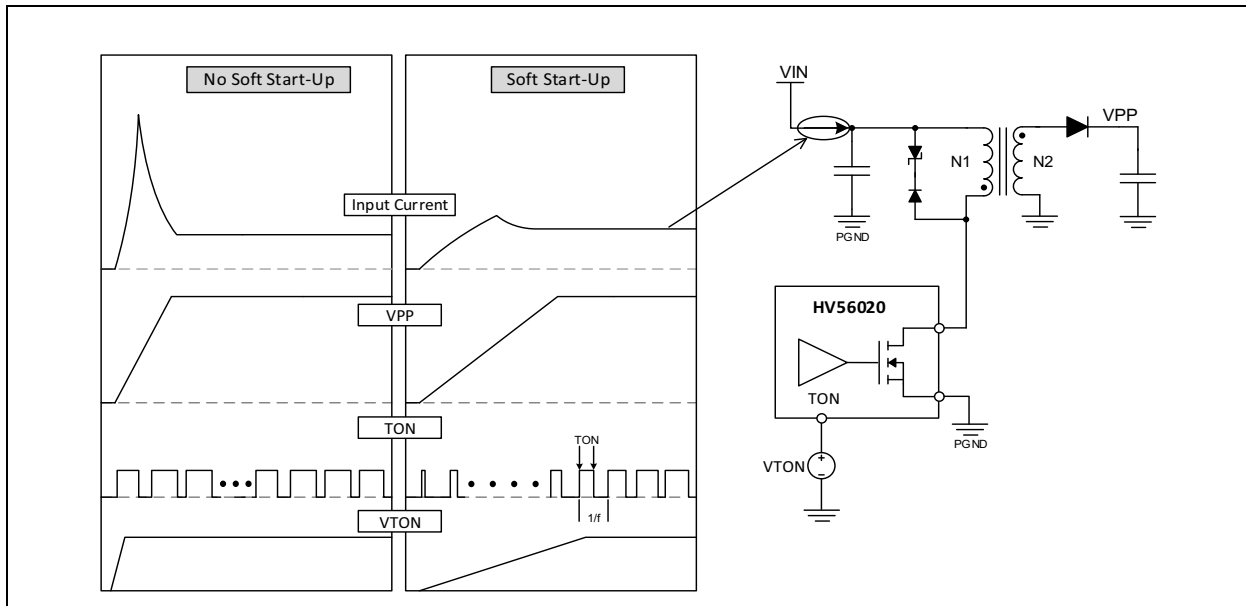 No Soft Start-Up
Soft Start-Up
Input Current
VPP
TON
TON
1/f
VTON
VIN
VPP
N1
N2
PGND
HV56020
TON
PGND
VTON